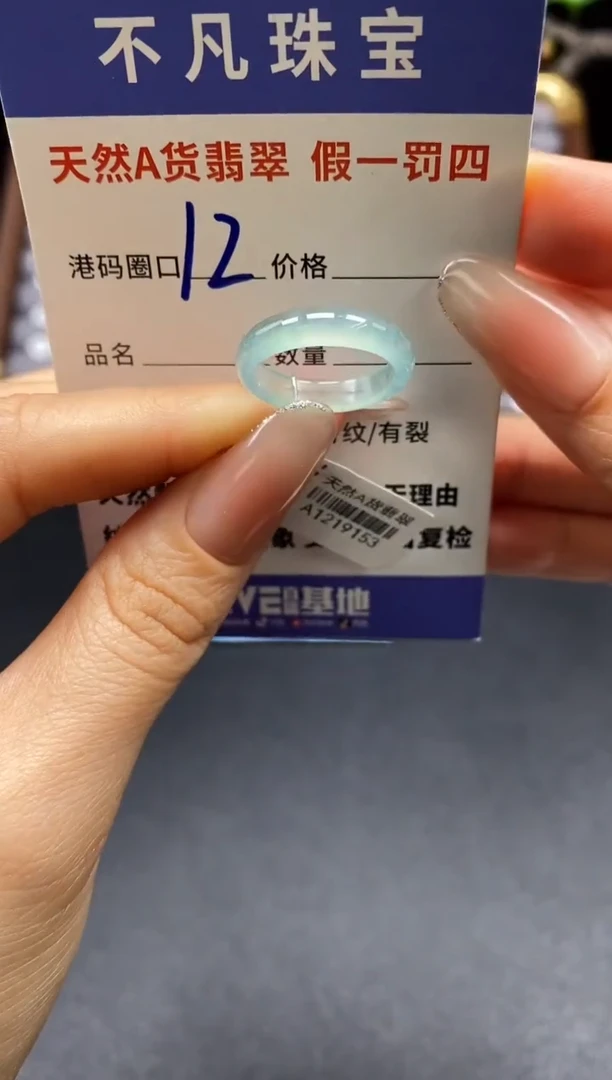 不凡珠宝
天然A货翡翠 假一罚四
港码圈口 12 价格
品名 数量
纹/有裂
天然A货翡翠
A1219153
无理由
复检
基地